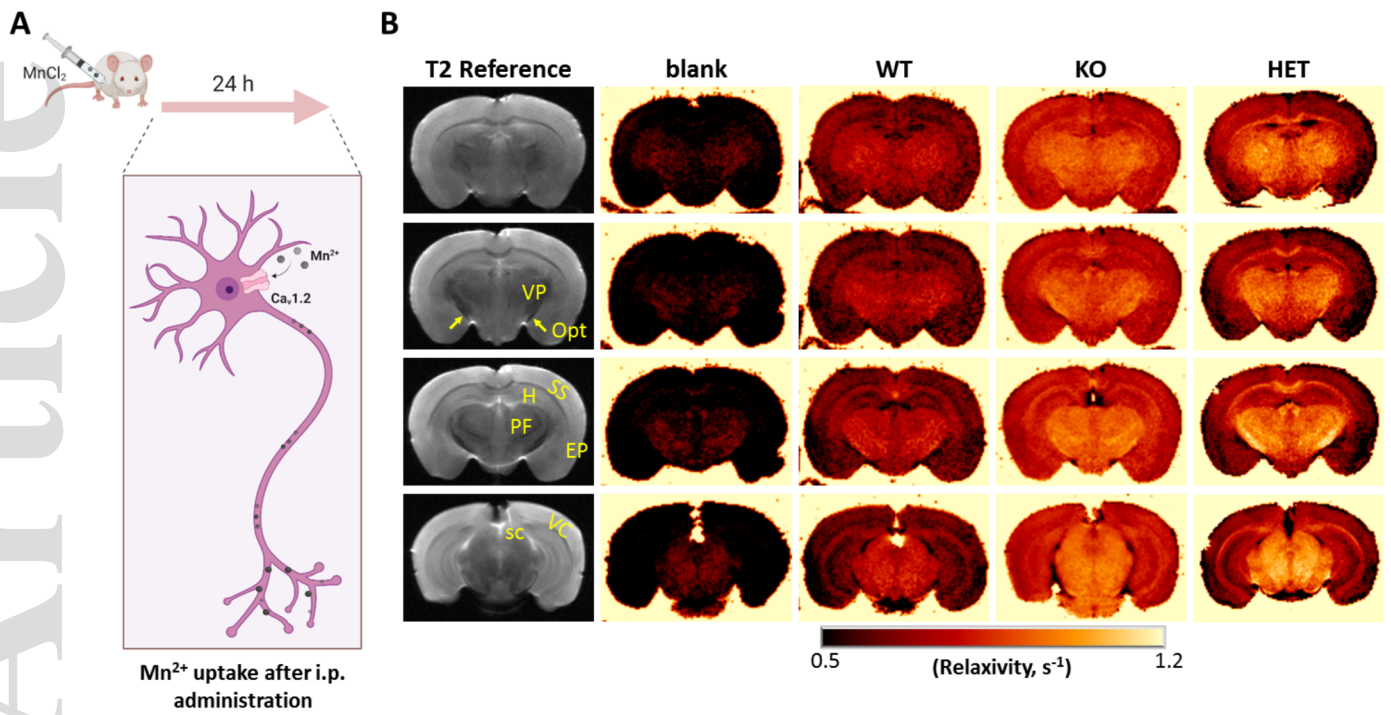 A
MnCl₂
24 h
Mn²⁺
Caᵥ1.2
Mn²⁺ uptake after i.p.
administration
B
T2 Reference
blank
WT
KO
HET
VP
Opt
SS
H
PF
EP
VC
sc
0.5
(Relaxivity, s⁻¹)
1.2
Article